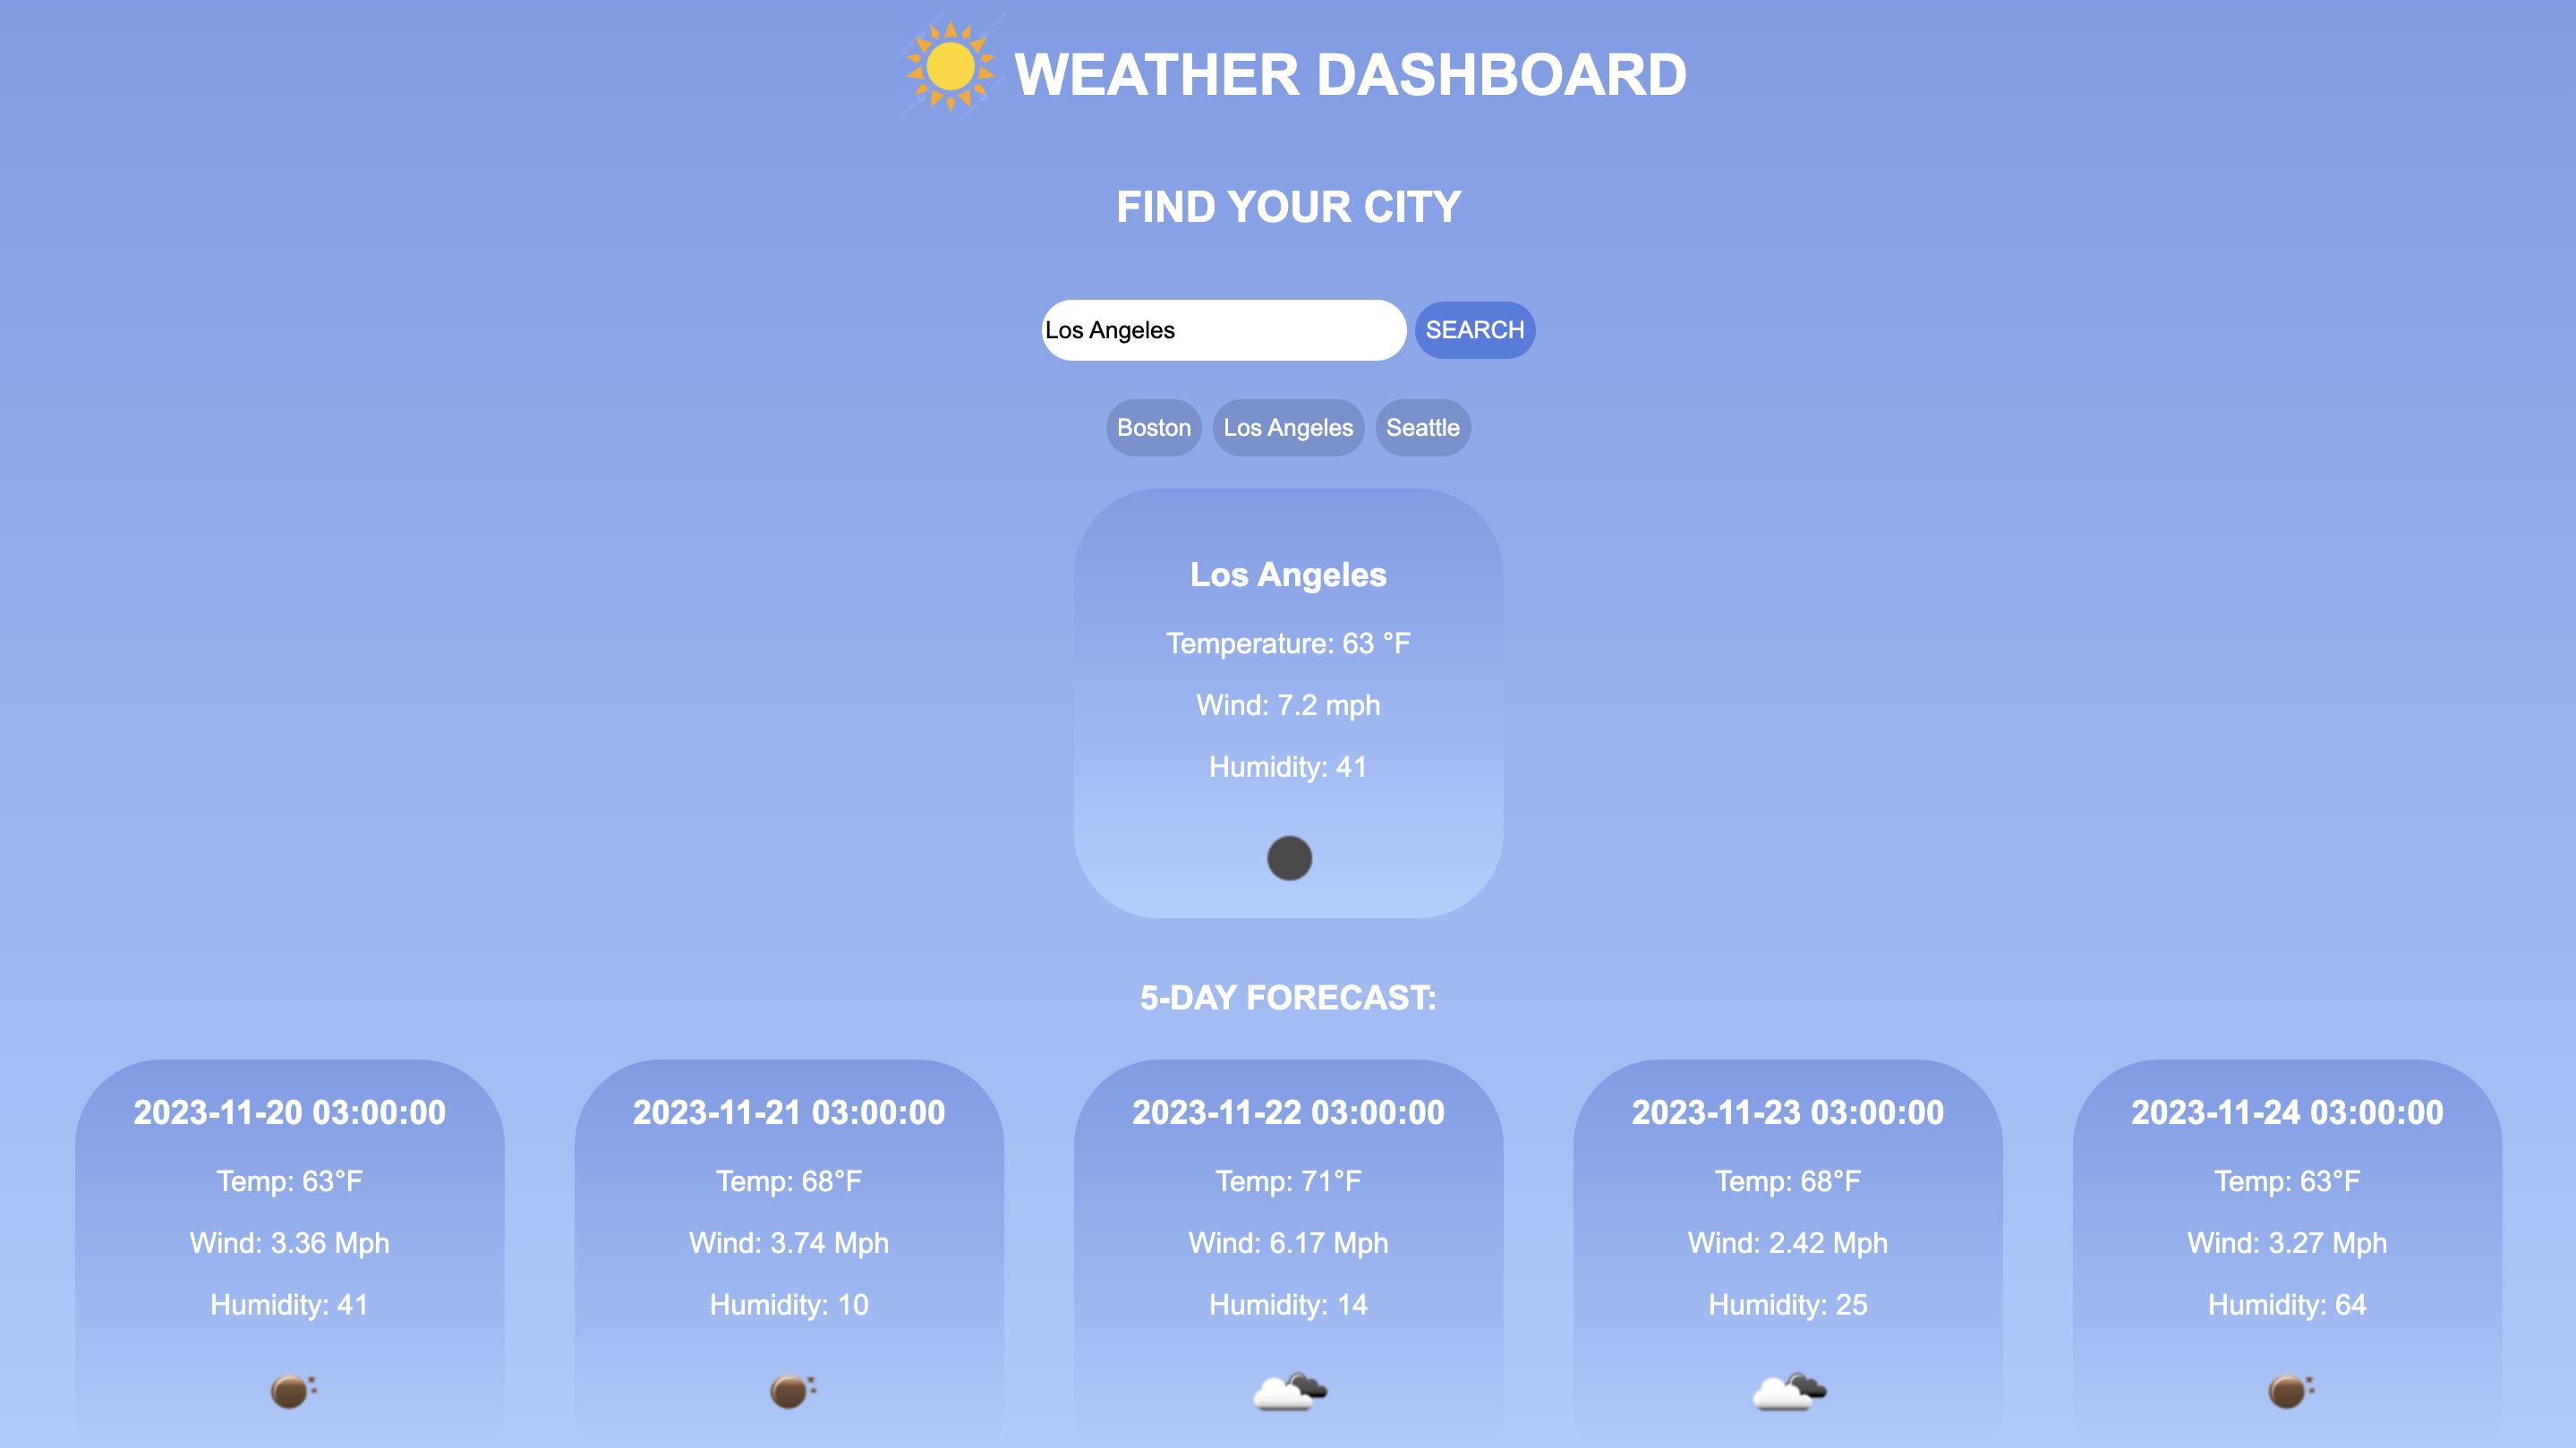 WEATHER DASHBOARD
FIND YOUR CITY
Los Angeles SEARCH
Boston Los Angeles Seattle
Los Angeles
Temperature: 63 °F
Wind: 7.2 mph
Humidity: 41
5-DAY FORECAST:
2023-11-20 03:00:00
Temp: 63°F
Wind: 3.36 Mph
Humidity: 41
2023-11-21 03:00:00
Temp: 68°F
Wind: 3.74 Mph
Humidity: 10
2023-11-22 03:00:00
Temp: 71°F
Wind: 6.17 Mph
Humidity: 14
2023-11-23 03:00:00
Temp: 68°F
Wind: 2.42 Mph
Humidity: 25
2023-11-24 03:00:00
Temp: 63°F
Wind: 3.27 Mph
Humidity: 64